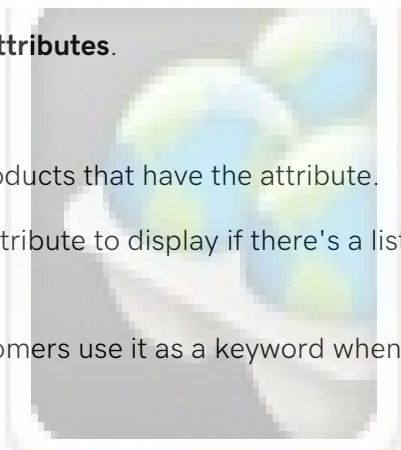 ttributes.
oducts that have the attribute.
tribute to display if there's a list
omers use it as a keyword when